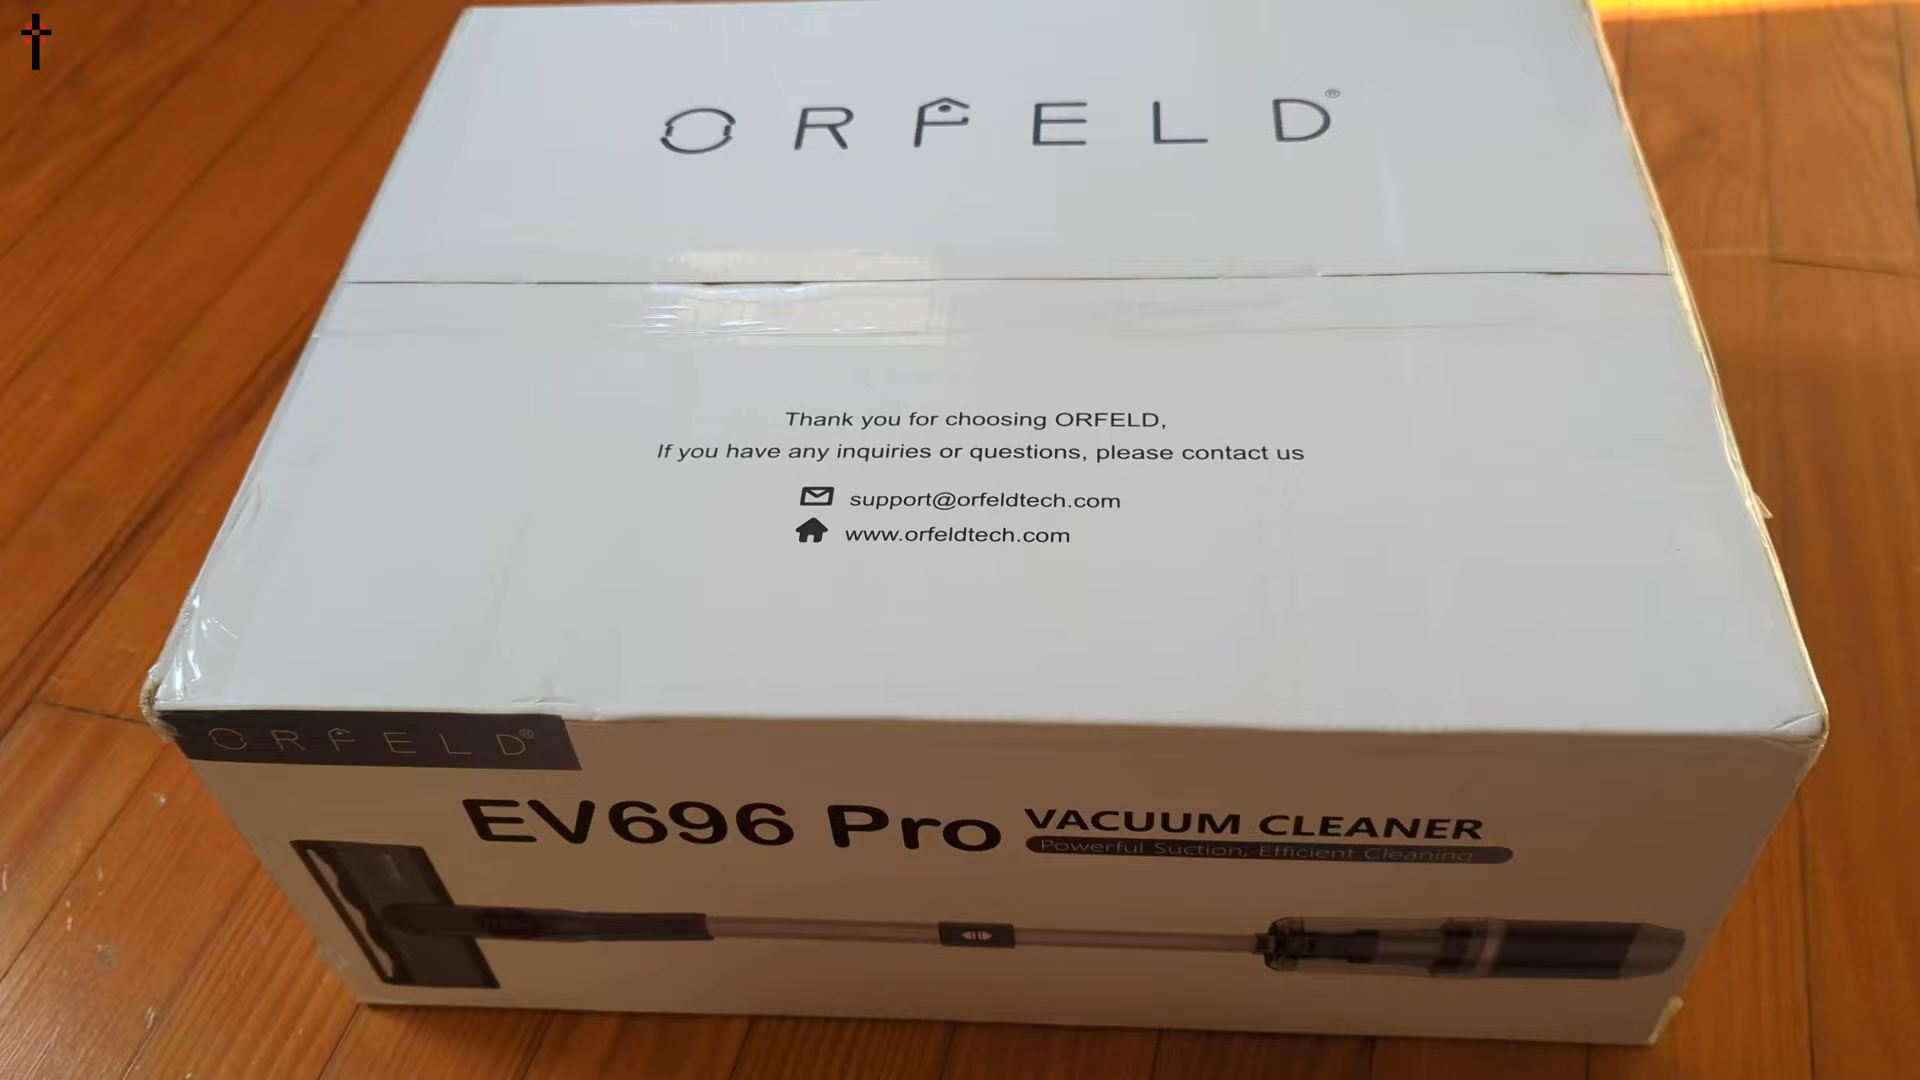 ORFELD®
Thank you for choosing ORFELD,
If you have any inquiries or questions, please contact us
support@orfeldtech.com
www.orfeldtech.com
ORFELD®
EV696 Pro VACUUM CLEANER
Powerful Suction, Efficient Cleaning